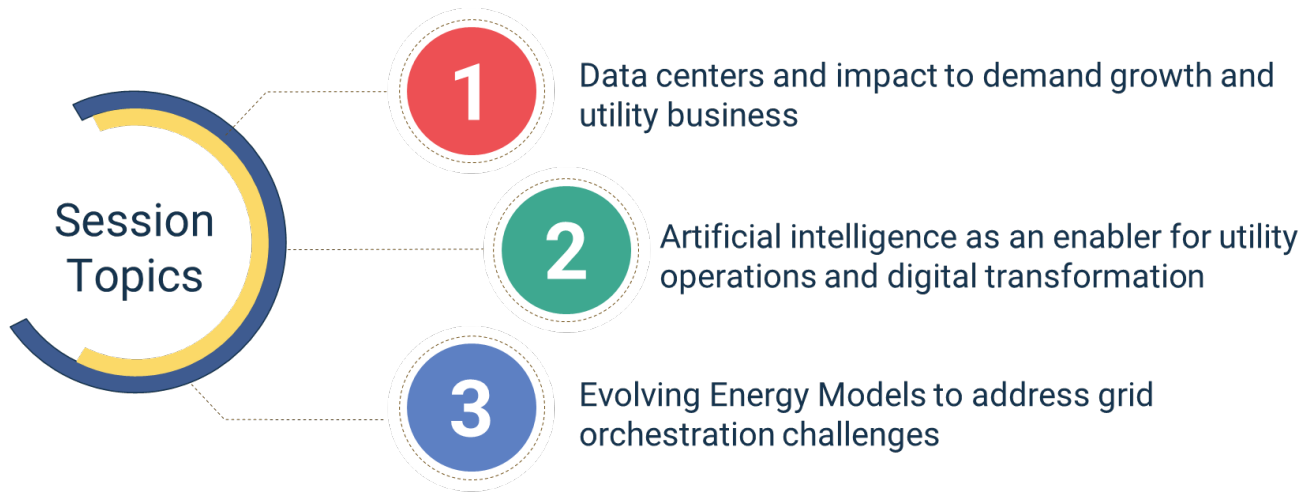 Session
Topics
1
Data centers and impact to demand growth and
utility business
2
Artificial intelligence as an enabler for utility
operations and digital transformation
3
Evolving Energy Models to address grid
orchestration challenges